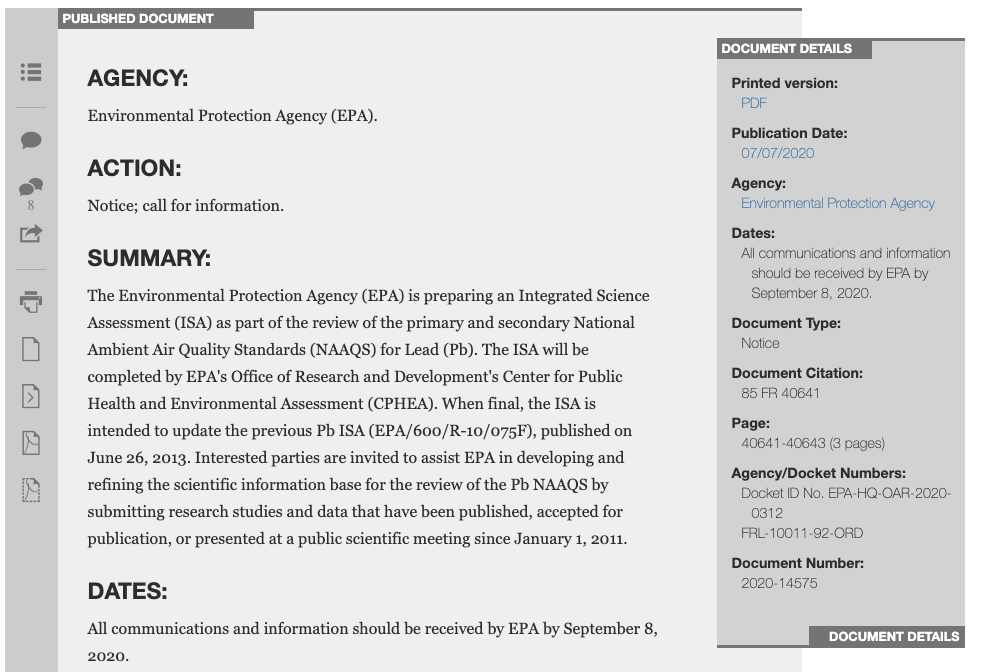 PUBLISHED DOCUMENT
AGENCY:
Environmental Protection Agency (EPA).
ACTION:
Notice; call for information.
SUMMARY:
The Environmental Protection Agency (EPA) is preparing an Integrated Science
Assessment (ISA) as part of the review of the primary and secondary National
Ambient Air Quality Standards (NAAQS) for Lead (Pb). The ISA will be
completed by EPA's Office of Research and Development's Center for Public
Health and Environmental Assessment (CPHEA). When final, the ISA is
intended to update the previous Pb ISA (EPA/600/R-10/075F), published on
June 26, 2013. Interested parties are invited to assist EPA in developing and
refining the scientific information base for the review of the Pb NAAQS by
submitting research studies and data that have been published, accepted for
publication, or presented at a public scientific meeting since January 1, 2011.
DATES:
All communications and information should be received by EPA by September 8,
2020.
8
DOCUMENT DETAILS
Printed version:
PDF
Publication Date:
07/07/2020
Agency:
Environmental Protection Agency
Dates:
All communications and information
should be received by EPA by
September 8, 2020.
Document Type:
Notice
Document Citation:
85 FR 40641
Page:
40641-40643 (3 pages)
Agency/Docket Numbers:
Docket ID No. EPA-HQ-OAR-2020-
0312
FRL-10011-92-ORD
Document Number:
2020-14575
DOCUMENT DETAILS